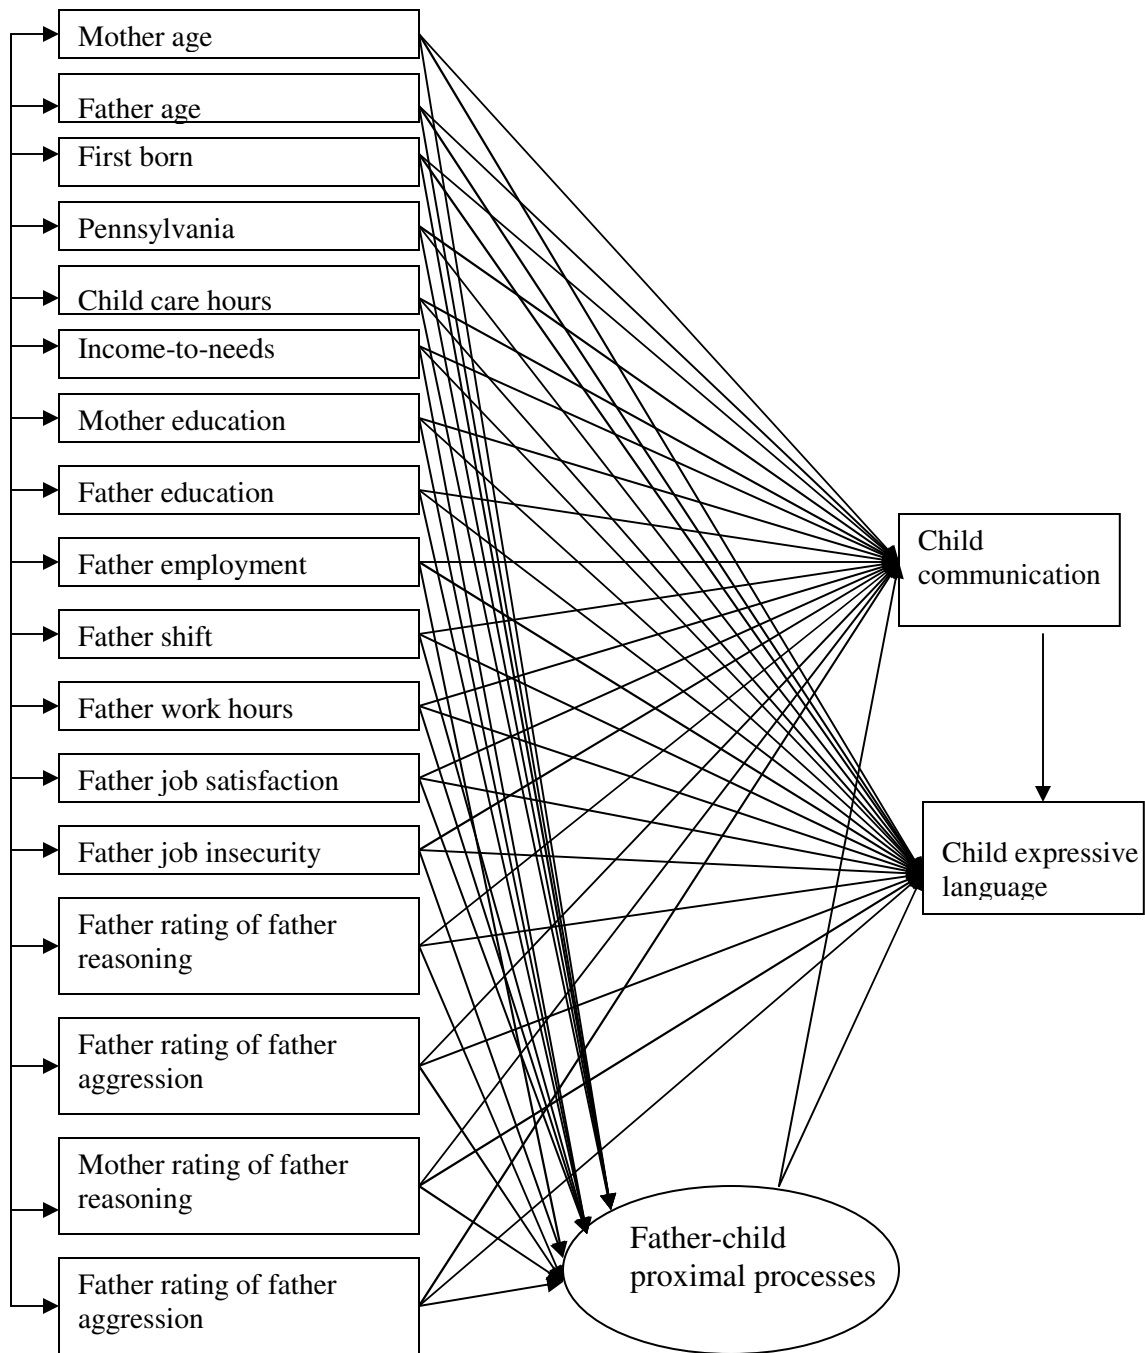 Mother age
Father age
First born
Pennsylvania
Child care hours
Income-to-needs
Mother education
Father education
Father employment
Father shift
Father work hours
Father job satisfaction
Father job insecurity
Father rating of father
reasoning
Father rating of father
aggression
Mother rating of father
reasoning
Father rating of father
aggression
Child
communication
Child expressive
language
Father-child
proximal processes